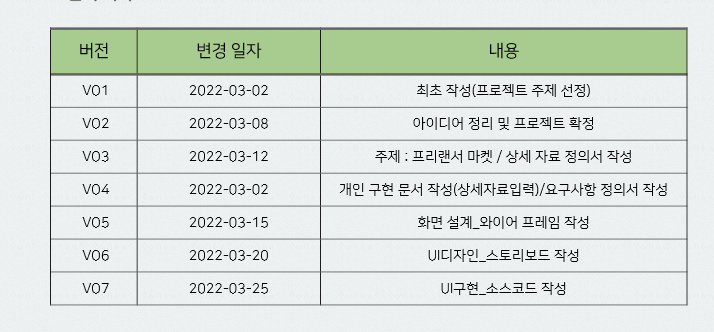 버전 변경 일자 내용
V01 2022-03-02 최초 작성(프로젝트 주제 선정)
V02 2022-03-08 아이디어 정리 및 프로젝트 확정
V03 2022-03-12 주제 : 프리랜서 마켓 / 상세 자료 정의서 작성
V04 2022-03-02 개인 구현 문서 작성(상세자료입력)/요구사항 정의서 작성
V05 2022-03-15 화면 설계_와이어 프레임 작성
V06 2022-03-20 UI디자인_스토리보드 작성
V07 2022-03-25 UI구현_소스코드 작성